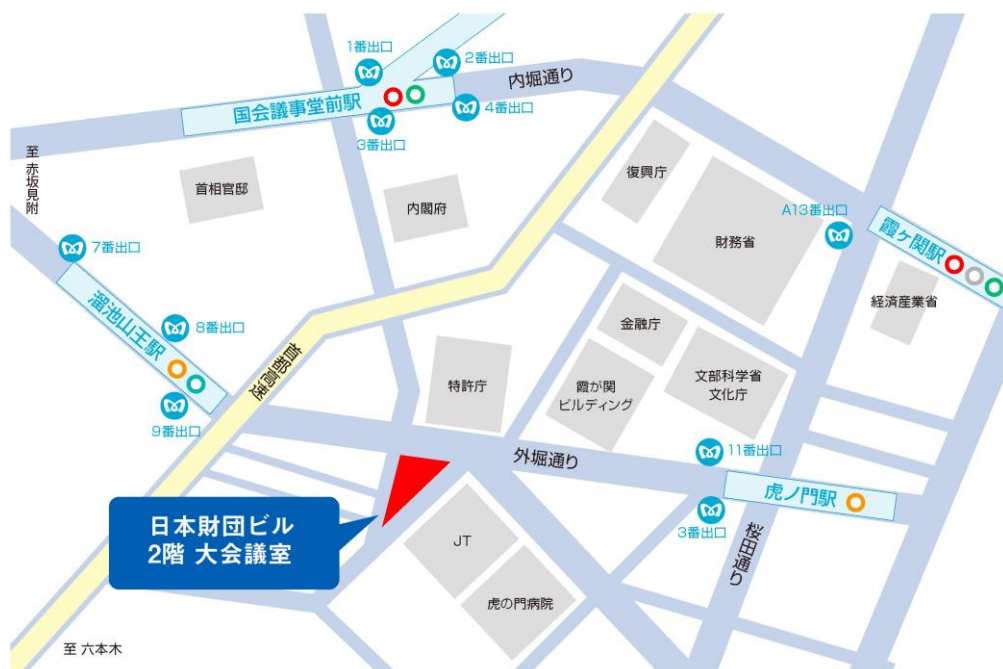 1番出口
2番出口
内堀通り
国会議事堂前駅
4番出口
3番出口
至 赤坂見附
首相官邸
内閣府
復興庁
A13番出口
霞ヶ関駅
財務省
7番出口
経済産業省
溜池山王駅
8番出口
金融庁
首都高速
特許庁
霞が関
ビルディング
文部科学省
文化庁
9番出口
外堀通り
11番出口
虎ノ門駅
日本財団ビル
2階 大会議室
3番出口
桜田通り
JT
虎の門病院
至 六本木